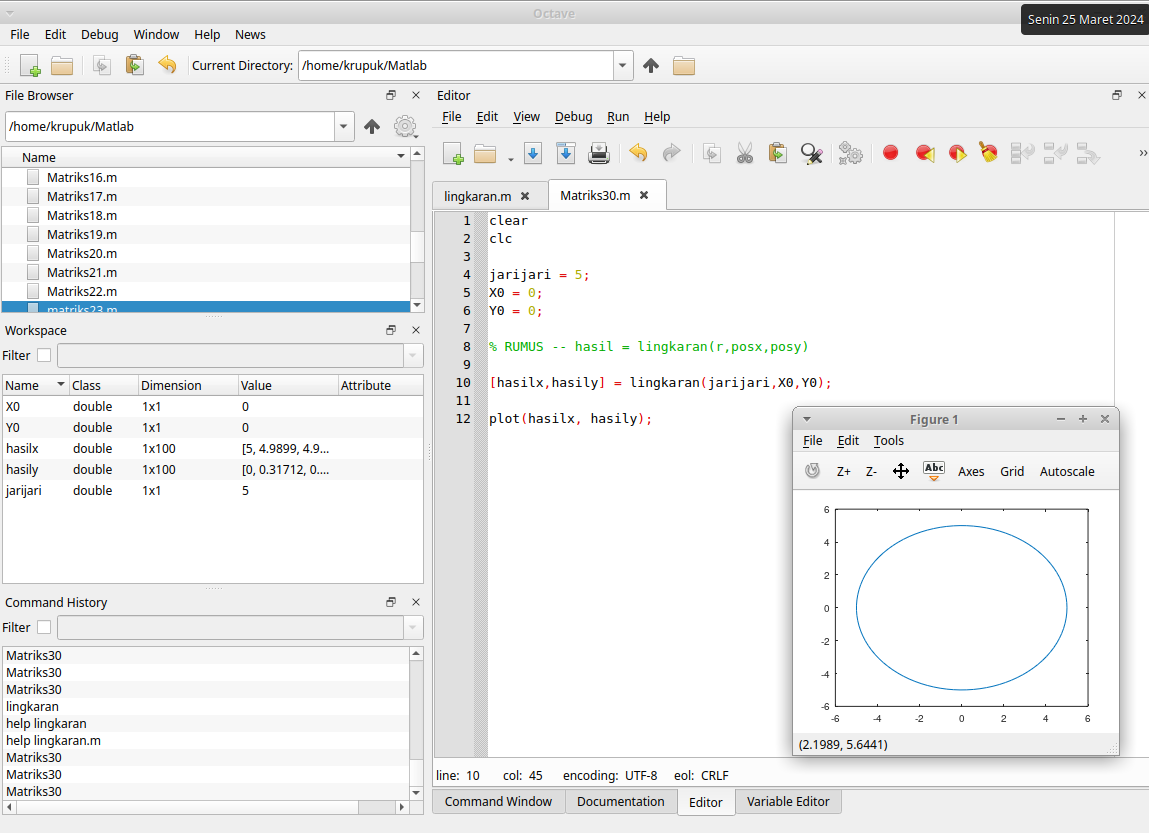 Octave
Senin 25 Maret 2024
File Edit Debug Window Help News
Current Directory: /home/krupuk/Matlab
File Browser
/home/krupuk/Matlab
Name
Matriks16.m
Matriks17.m
Matriks18.m
Matriks19.m
Matriks20.m
Matriks21.m
Matriks22.m
matriks23.m
Workspace
Filter
Name Class Dimension Value Attribute
X0 double 1x1 0
Y0 double 1x1 0
hasilx double 1x100 [5, 4.9899, 4.9...
hasily double 1x100 [0, 0.31712, 0....
jarijari double 1x1 5
Command History
Filter
Matriks30
Matriks30
Matriks30
lingkaran
help lingkaran
help lingkaran.m
Matriks30
Matriks30
Matriks30
Editor
File Edit View Debug Run Help
»
lingkaran.m Matriks30.m
1 clear
2 clc
3
4 jarijari = 5;
5 X0 = 0;
6 Y0 = 0;
7
8 % RUMUS -- hasil = lingkaran(r,posx,posy)
9
10 [hasilx,hasily] = lingkaran(jarijari,X0,Y0);
11
12 plot(hasilx, hasily);
Figure 1
File Edit Tools
Z+ Z- Abc Axes Grid Autoscale
6
4
2
0
-2
-4
-6
-6 -4 -2 0 2 4 6
(2.1989, 5.6441)
line: 10 col: 45 encoding: UTF-8 eol: CRLF
Command Window Documentation Editor Variable Editor